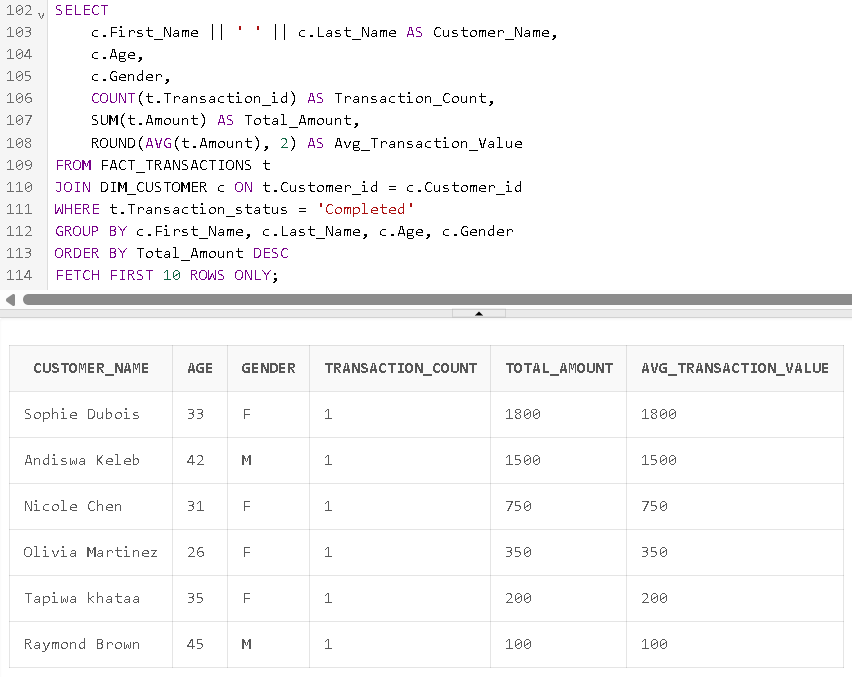 102 SELECT
103 c.First_Name || ' ' || c.Last_Name AS Customer_Name,
104 c.Age,
105 c.Gender,
106 COUNT(t.Transaction_id) AS Transaction_Count,
107 SUM(t.Amount) AS Total_Amount,
108 ROUND(AVG(t.Amount), 2) AS Avg_Transaction_Value
109 FROM FACT_TRANSACTIONS t
110 JOIN DIM_CUSTOMER c ON t.Customer_id = c.Customer_id
111 WHERE t.Transaction_status = 'Completed'
112 GROUP BY c.First_Name, c.Last_Name, c.Age, c.Gender
113 ORDER BY Total_Amount DESC
114 FETCH FIRST 10 ROWS ONLY;
CUSTOMER_NAME AGE GENDER TRANSACTION_COUNT TOTAL_AMOUNT AVG_TRANSACTION_VALUE
Sophie Dubois 33 F 1 1800 1800
Andiswa Keleb 42 M 1 1500 1500
Nicole Chen 31 F 1 750 750
Olivia Martinez 26 F 1 350 350
Tapiwa khataa 35 F 1 200 200
Raymond Brown 45 M 1 100 100